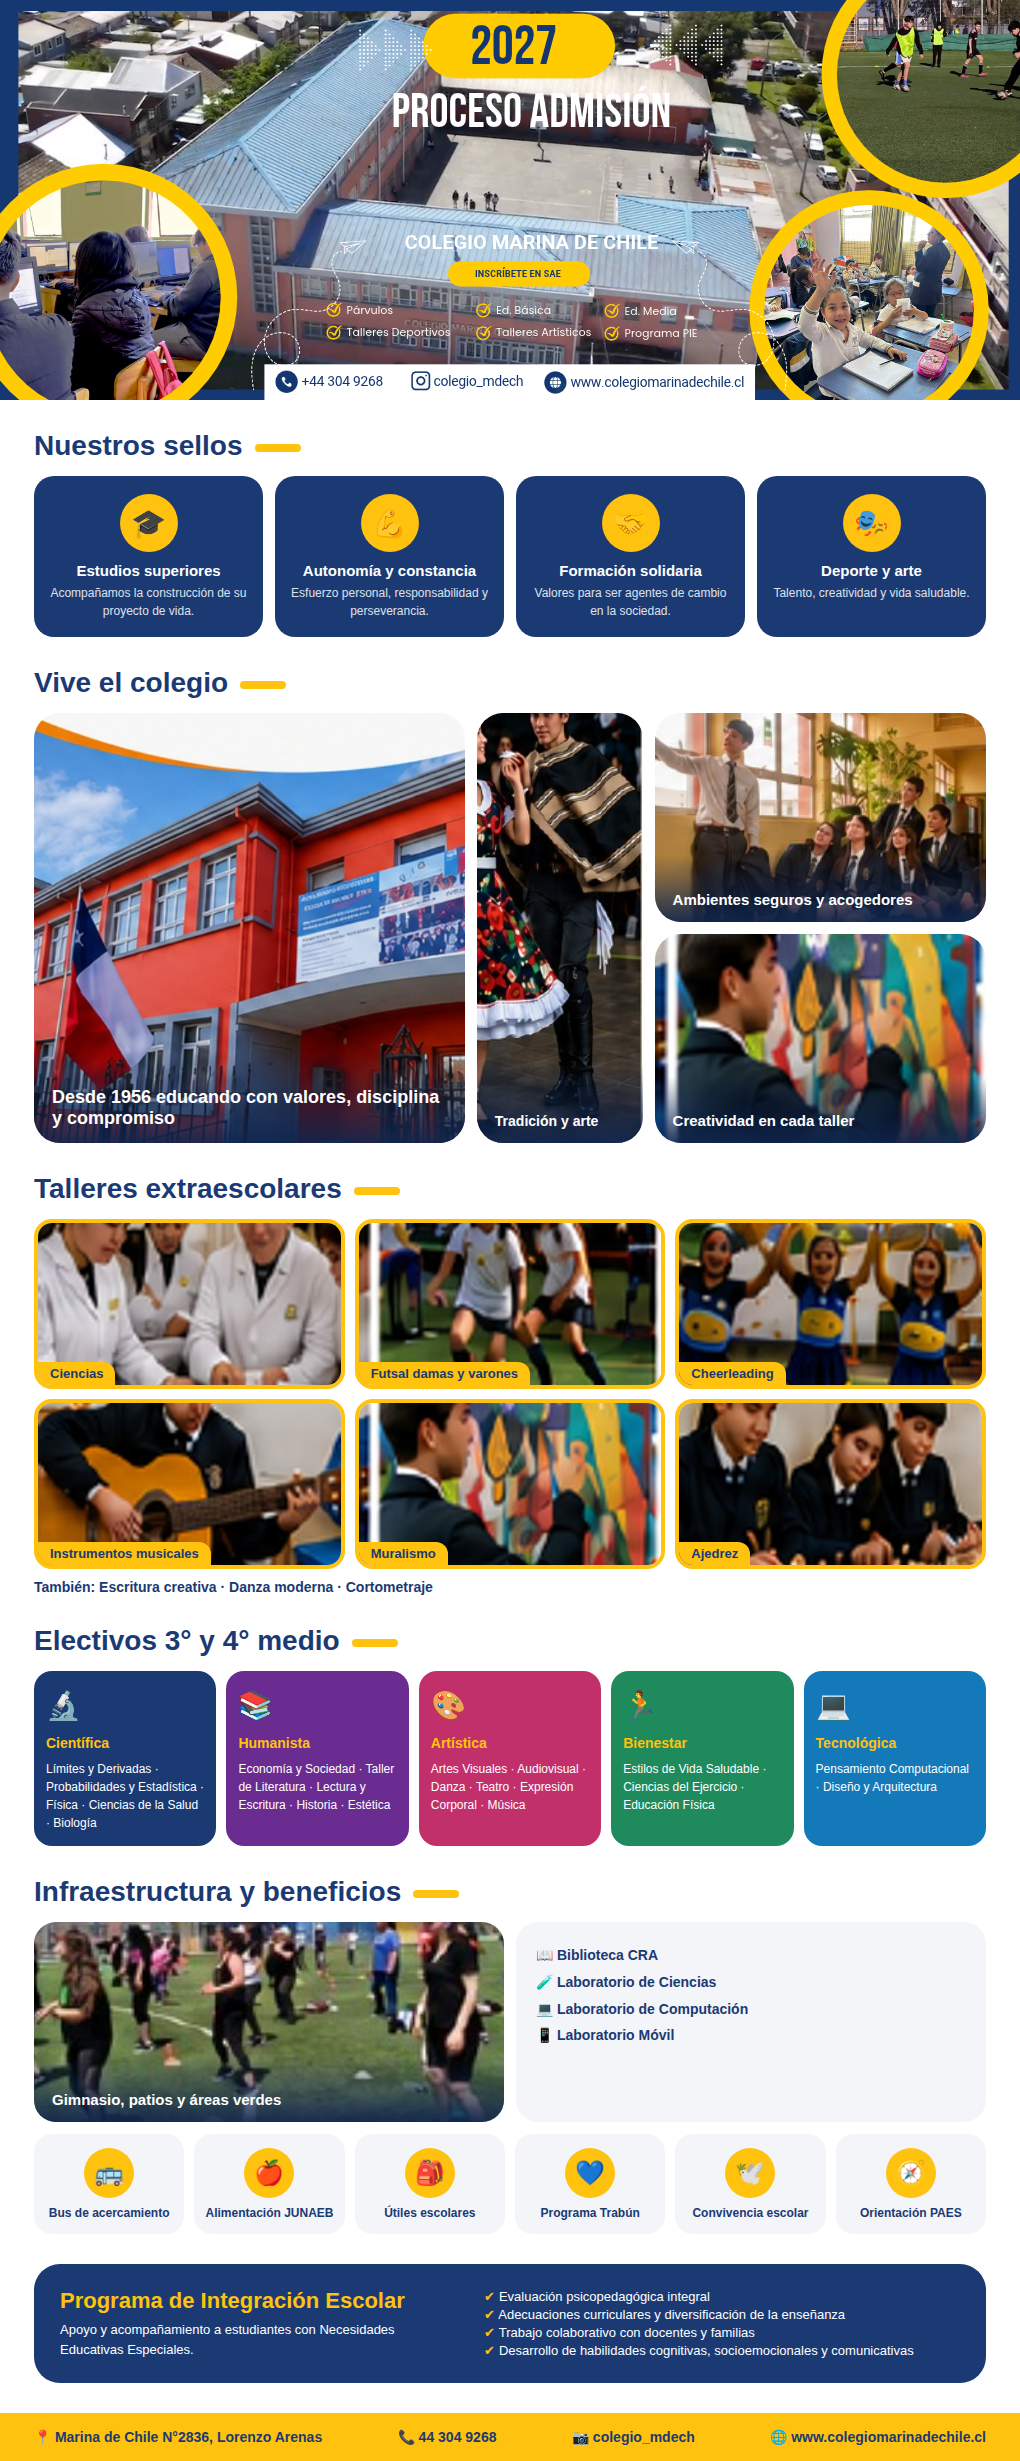 2027
PROCESO ADMISIÓN
COLEGIO MARINA DE CHILE
INSCRÍBETE EN SAE
Párvulos
Ed. Básica
Ed. Media
Talleres Deportivos
Talleres Artísticos
Programa PIE
+44 304 9268
colegio_mdech
www.colegiomarinadechile.cl
Nuestros sellos
Estudios superiores
Acompañamos la construcción de su
proyecto de vida.
Autonomía y constancia
Esfuerzo personal, responsabilidad y
perseverancia.
Formación solidaria
Valores para ser agentes de cambio
en la sociedad.
Deporte y arte
Talento, creatividad y vida saludable.
Vive el colegio
Desde 1956 educando con valores, disciplina
y compromiso
Tradición y arte
Ambientes seguros y acogedores
Creatividad en cada taller
Talleres extraescolares
Ciencias
Futsal damas y varones
Cheerleading
Instrumentos musicales
Muralismo
Ajedrez
También: Escritura creativa · Danza moderna · Cortometraje
Electivos 3° y 4° medio
Científica
Límites y Derivadas ·
Probabilidades y Estadística ·
Física · Ciencias de la Salud
· Biología
Humanista
Economía y Sociedad · Taller
de Literatura · Lectura y
Escritura · Historia · Estética
Artística
Artes Visuales · Audiovisual ·
Danza · Teatro · Expresión
Corporal · Música
Bienestar
Estilos de Vida Saludable ·
Ciencias del Ejercicio ·
Educación Física
Tecnológica
Pensamiento Computacional
· Diseño y Arquitectura
Infraestructura y beneficios
Gimnasio, patios y áreas verdes
Biblioteca CRA
Laboratorio de Ciencias
Laboratorio de Computación
Laboratorio Móvil
Bus de acercamiento
Alimentación JUNAEB
Útiles escolares
Programa Trabún
Convivencia escolar
Orientación PAES
Programa de Integración Escolar
Apoyo y acompañamiento a estudiantes con Necesidades
Educativas Especiales.
✔ Evaluación psicopedagógica integral
✔ Adecuaciones curriculares y diversificación de la enseñanza
✔ Trabajo colaborativo con docentes y familias
✔ Desarrollo de habilidades cognitivas, socioemocionales y comunicativas
Marina de Chile N°2836, Lorenzo Arenas
44 304 9268
colegio_mdech
www.colegiomarinadechile.cl